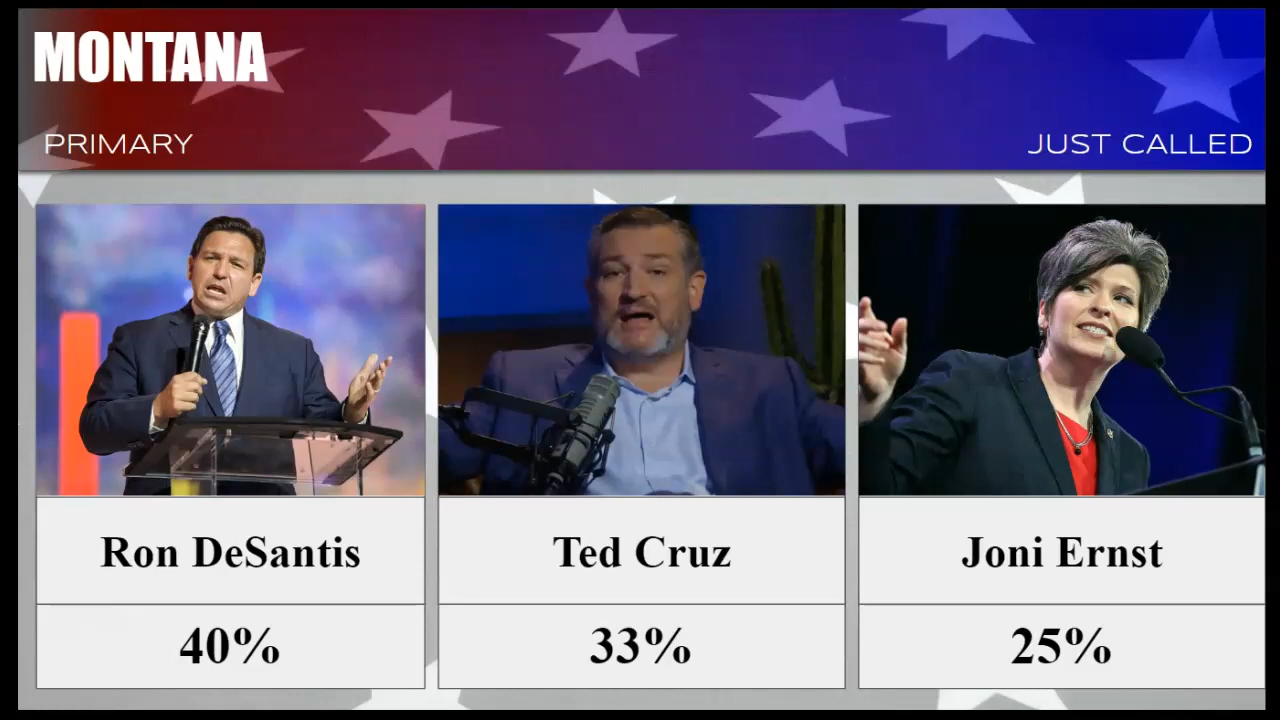 MONTANA
PRIMARY
JUST CALLED
Ron DeSantis
Ted Cruz
Joni Ernst
40%
33%
25%